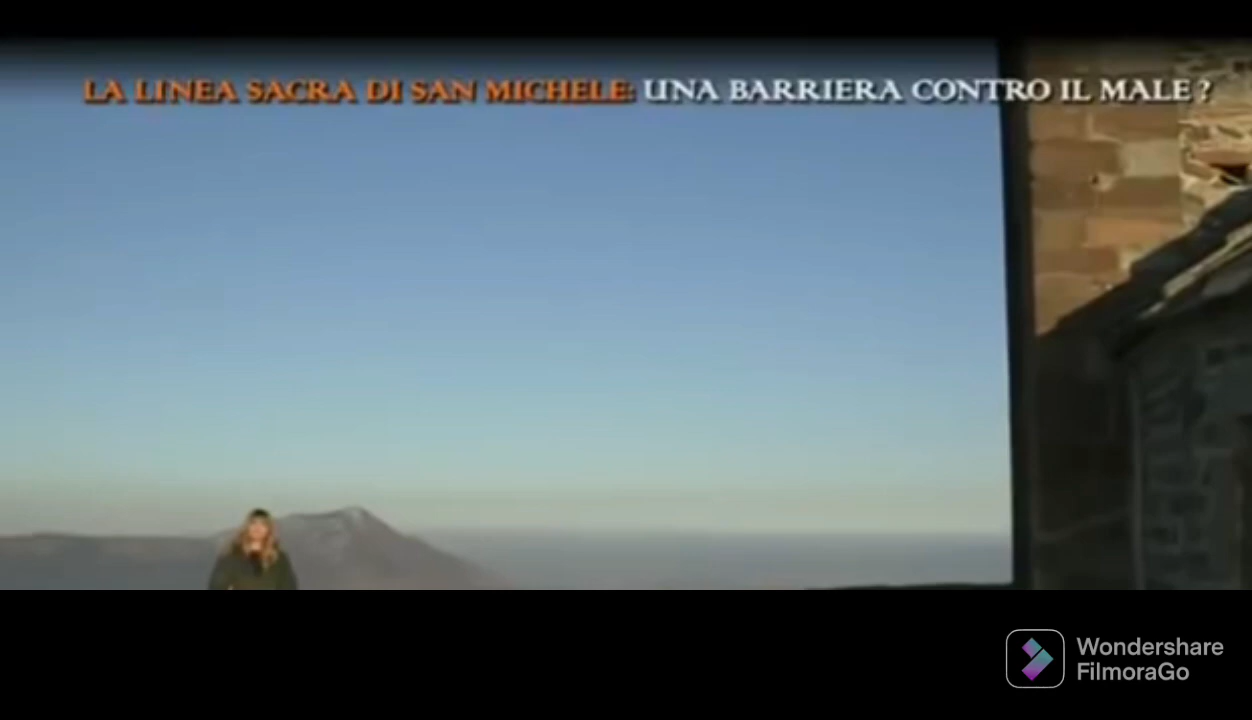 LA LINEA SACRA DI SAN MICHELE: UNA BARRIERA CONTRO IL MALE ?
Wondershare
FilmoraGo